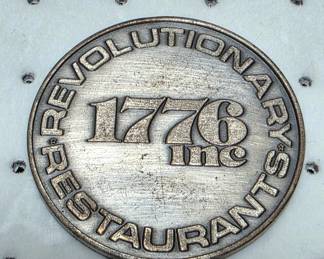 REVOLUTIONARY
1776
Inc
RESTAURANTS